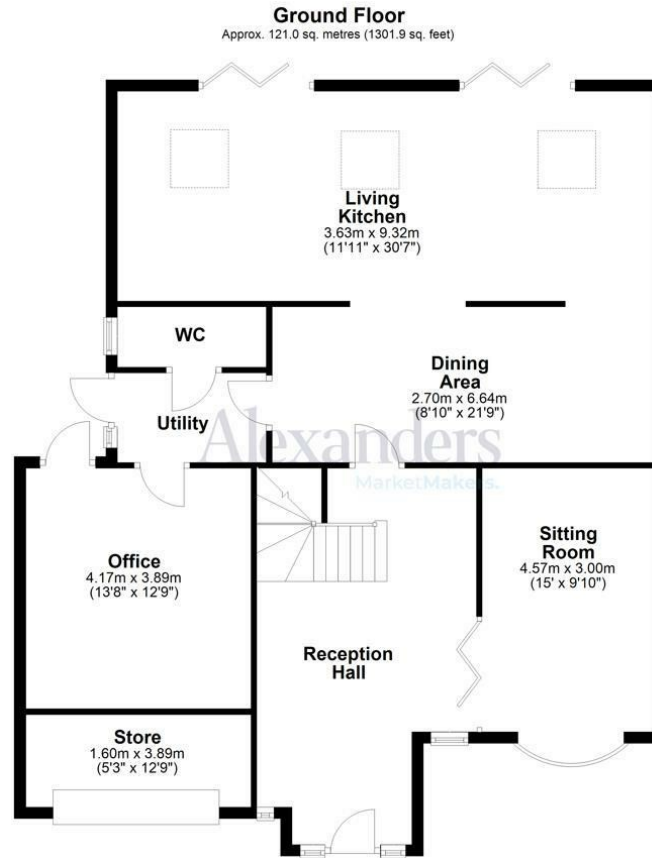 Ground Floor
Approx. 121.0 sq. metres (1301.9 sq. feet)
Living
Kitchen
3.63m x 9.32m
(11'11" x 30'7")
WC
Dining
Area
2.70m x 6.64m
(8'10" x 21'9")
Utility
Alexanders
MarketMakers.
Office
4.17m x 3.89m
(13'8" x 12'9")
Sitting
Room
4.57m x 3.00m
(15' x 9'10")
Reception
Hall
Store
1.60m x 3.89m
(5'3" x 12'9")